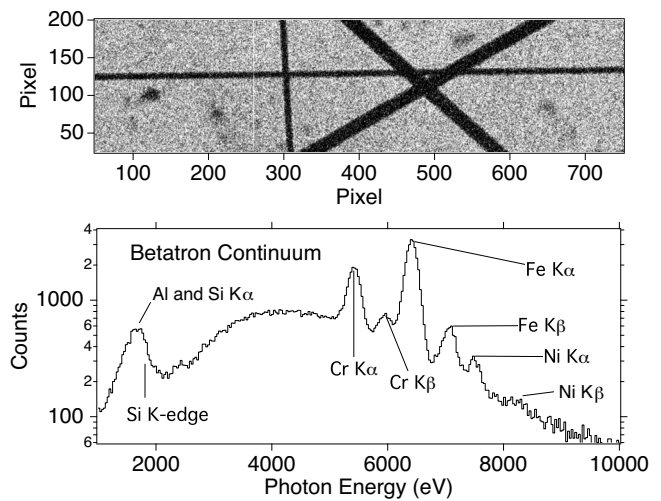 200
150
100
50
Pixel
100 200 300 400 500 600 700
Pixel
4
2
1000
6
4
2
100
6
Counts
Betatron Continuum
Al and Si Kα
Si K-edge
Cr Kα
Cr Kβ
Fe Kα
Fe Kβ
Ni Kα
Ni Kβ
2000 4000 6000 8000 10000
Photon Energy (eV)